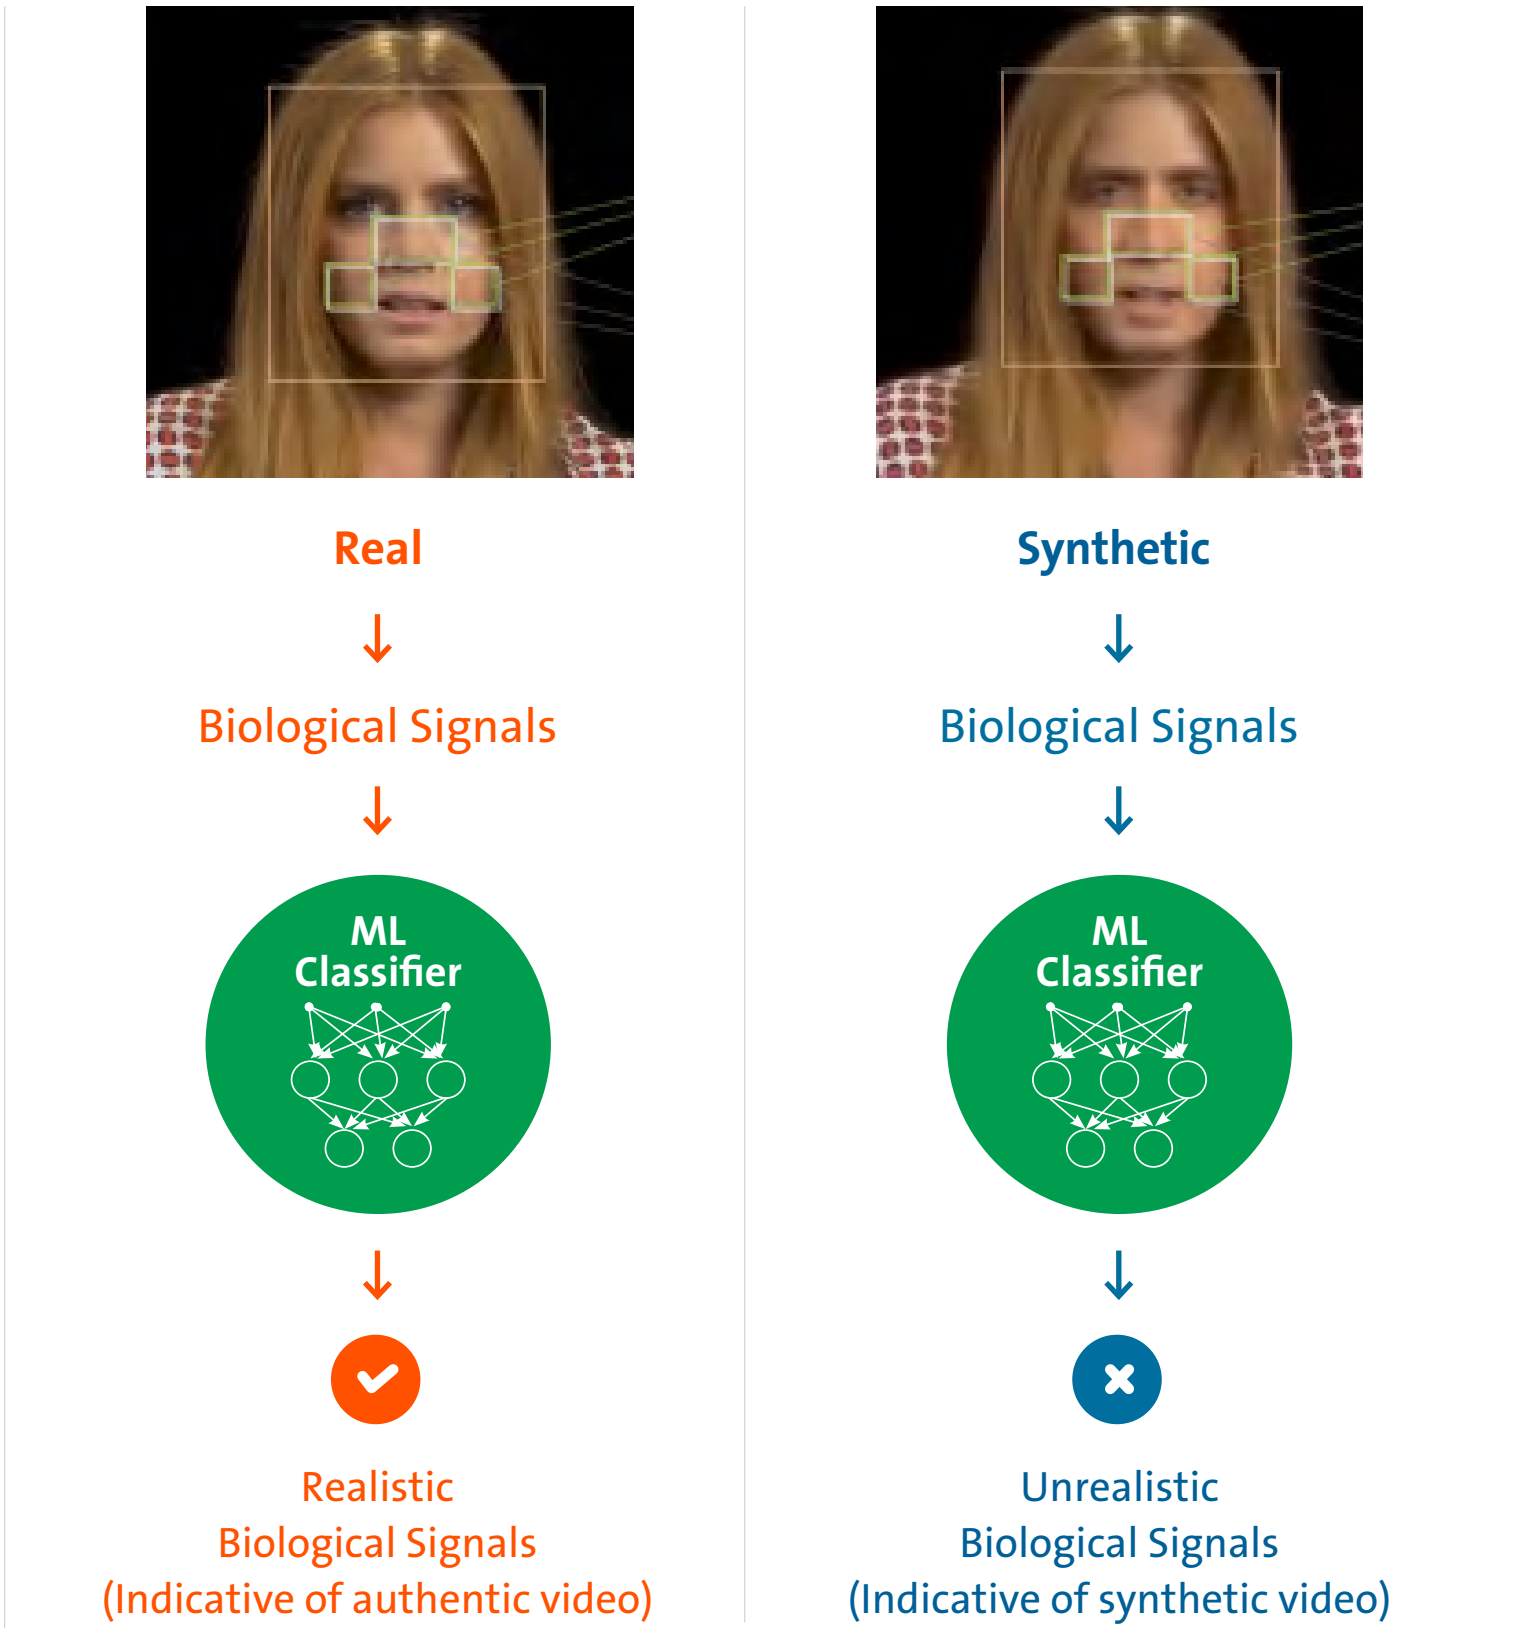 Real
Biological Signals
ML
Classifier
Realistic
Biological Signals
(Indicative of authentic video)
Synthetic
Biological Signals
ML
Classifier
Unrealistic
Biological Signals
(Indicative of synthetic video)